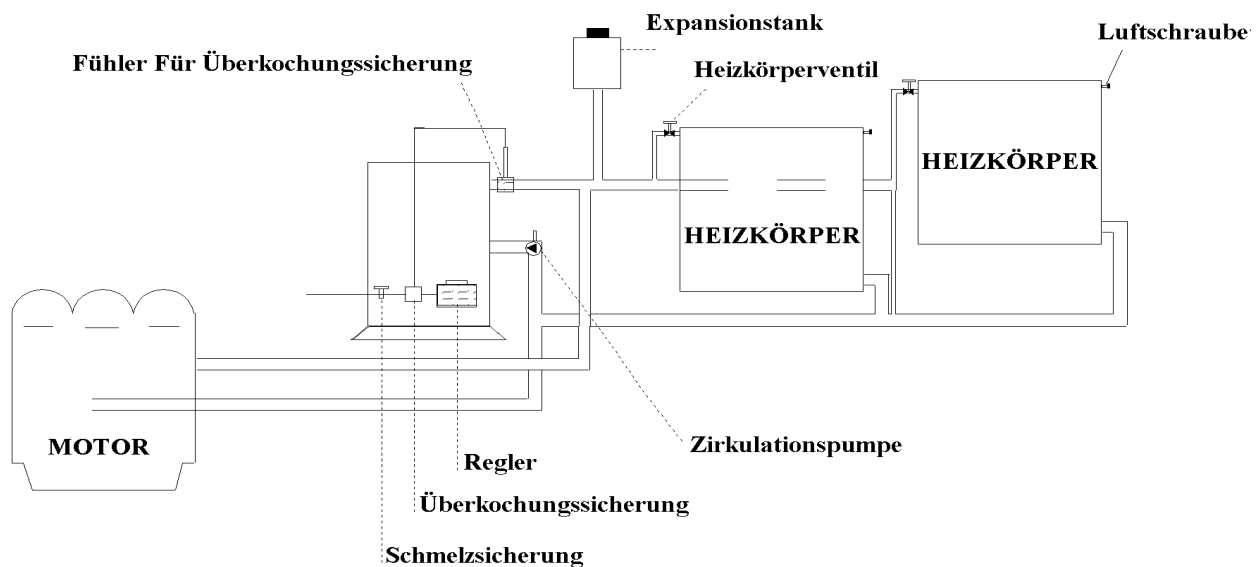 Expansionstank
Luftschraube
Fühler Für Überkochungssicherung
Heizkörperventil
HEIZKÖRPER
HEIZKÖRPER
MOTOR
Zirkulationspumpe
Regler
Überkochungssicherung
Schmelzsicherung